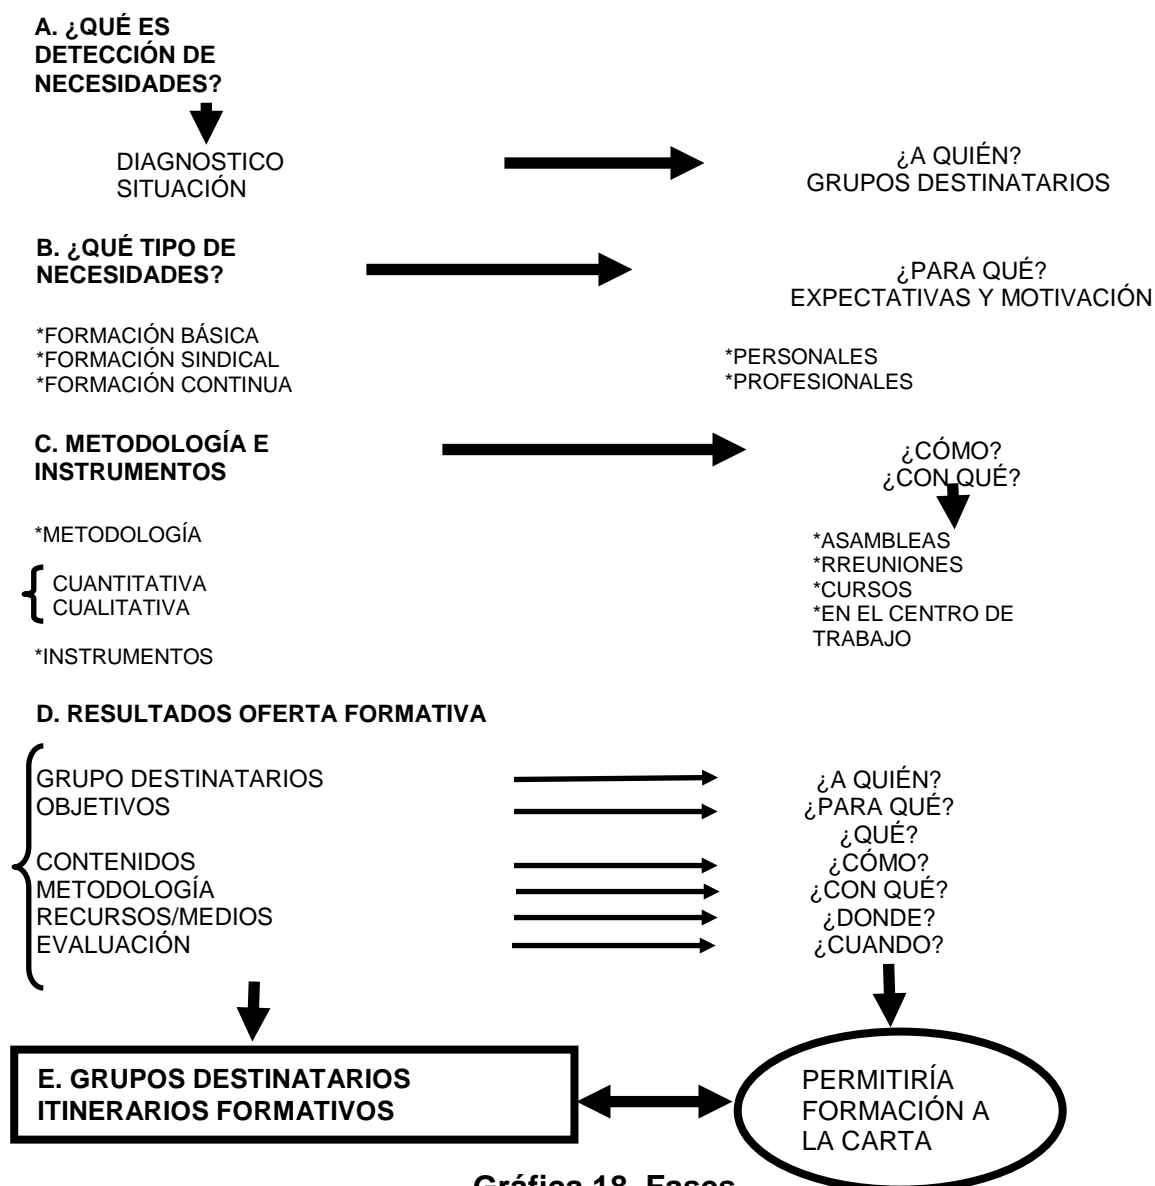 A. ¿QUÉ ES
DETECCIÓN DE
NECESIDADES?
DIAGNOSTICO
SITUACIÓN
¿A QUIÉN?
GRUPOS DESTINATARIOS
B. ¿QUÉ TIPO DE
NECESIDADES?
¿PARA QUÉ?
EXPECTATIVAS Y MOTIVACIÓN
*FORMACIÓN BÁSICA
*FORMACIÓN SINDICAL
*FORMACIÓN CONTINUA
*PERSONALES
*PROFESIONALES
C. METODOLOGÍA E
INSTRUMENTOS
¿CÓMO?
¿CON QUÉ?
*METODOLOGÍA
CUANTITATIVA
CUALITATIVA
*INSTRUMENTOS
*ASAMBLEAS
*RREUNIONES
*CURSOS
*EN EL CENTRO DE
TRABAJO
D. RESULTADOS OFERTA FORMATIVA
GRUPO DESTINATARIOS
OBJETIVOS
CONTENIDOS
METODOLOGÍA
RECURSOS/MEDIOS
EVALUACIÓN
¿A QUIÉN?
¿PARA QUÉ?
¿QUÉ?
¿CÓMO?
¿CON QUÉ?
¿DONDE?
¿CUANDO?
E. GRUPOS DESTINATARIOS
ITINERARIOS FORMATIVOS
PERMITIRÍA
FORMACIÓN A
LA CARTA
Gráfica 18. Fases